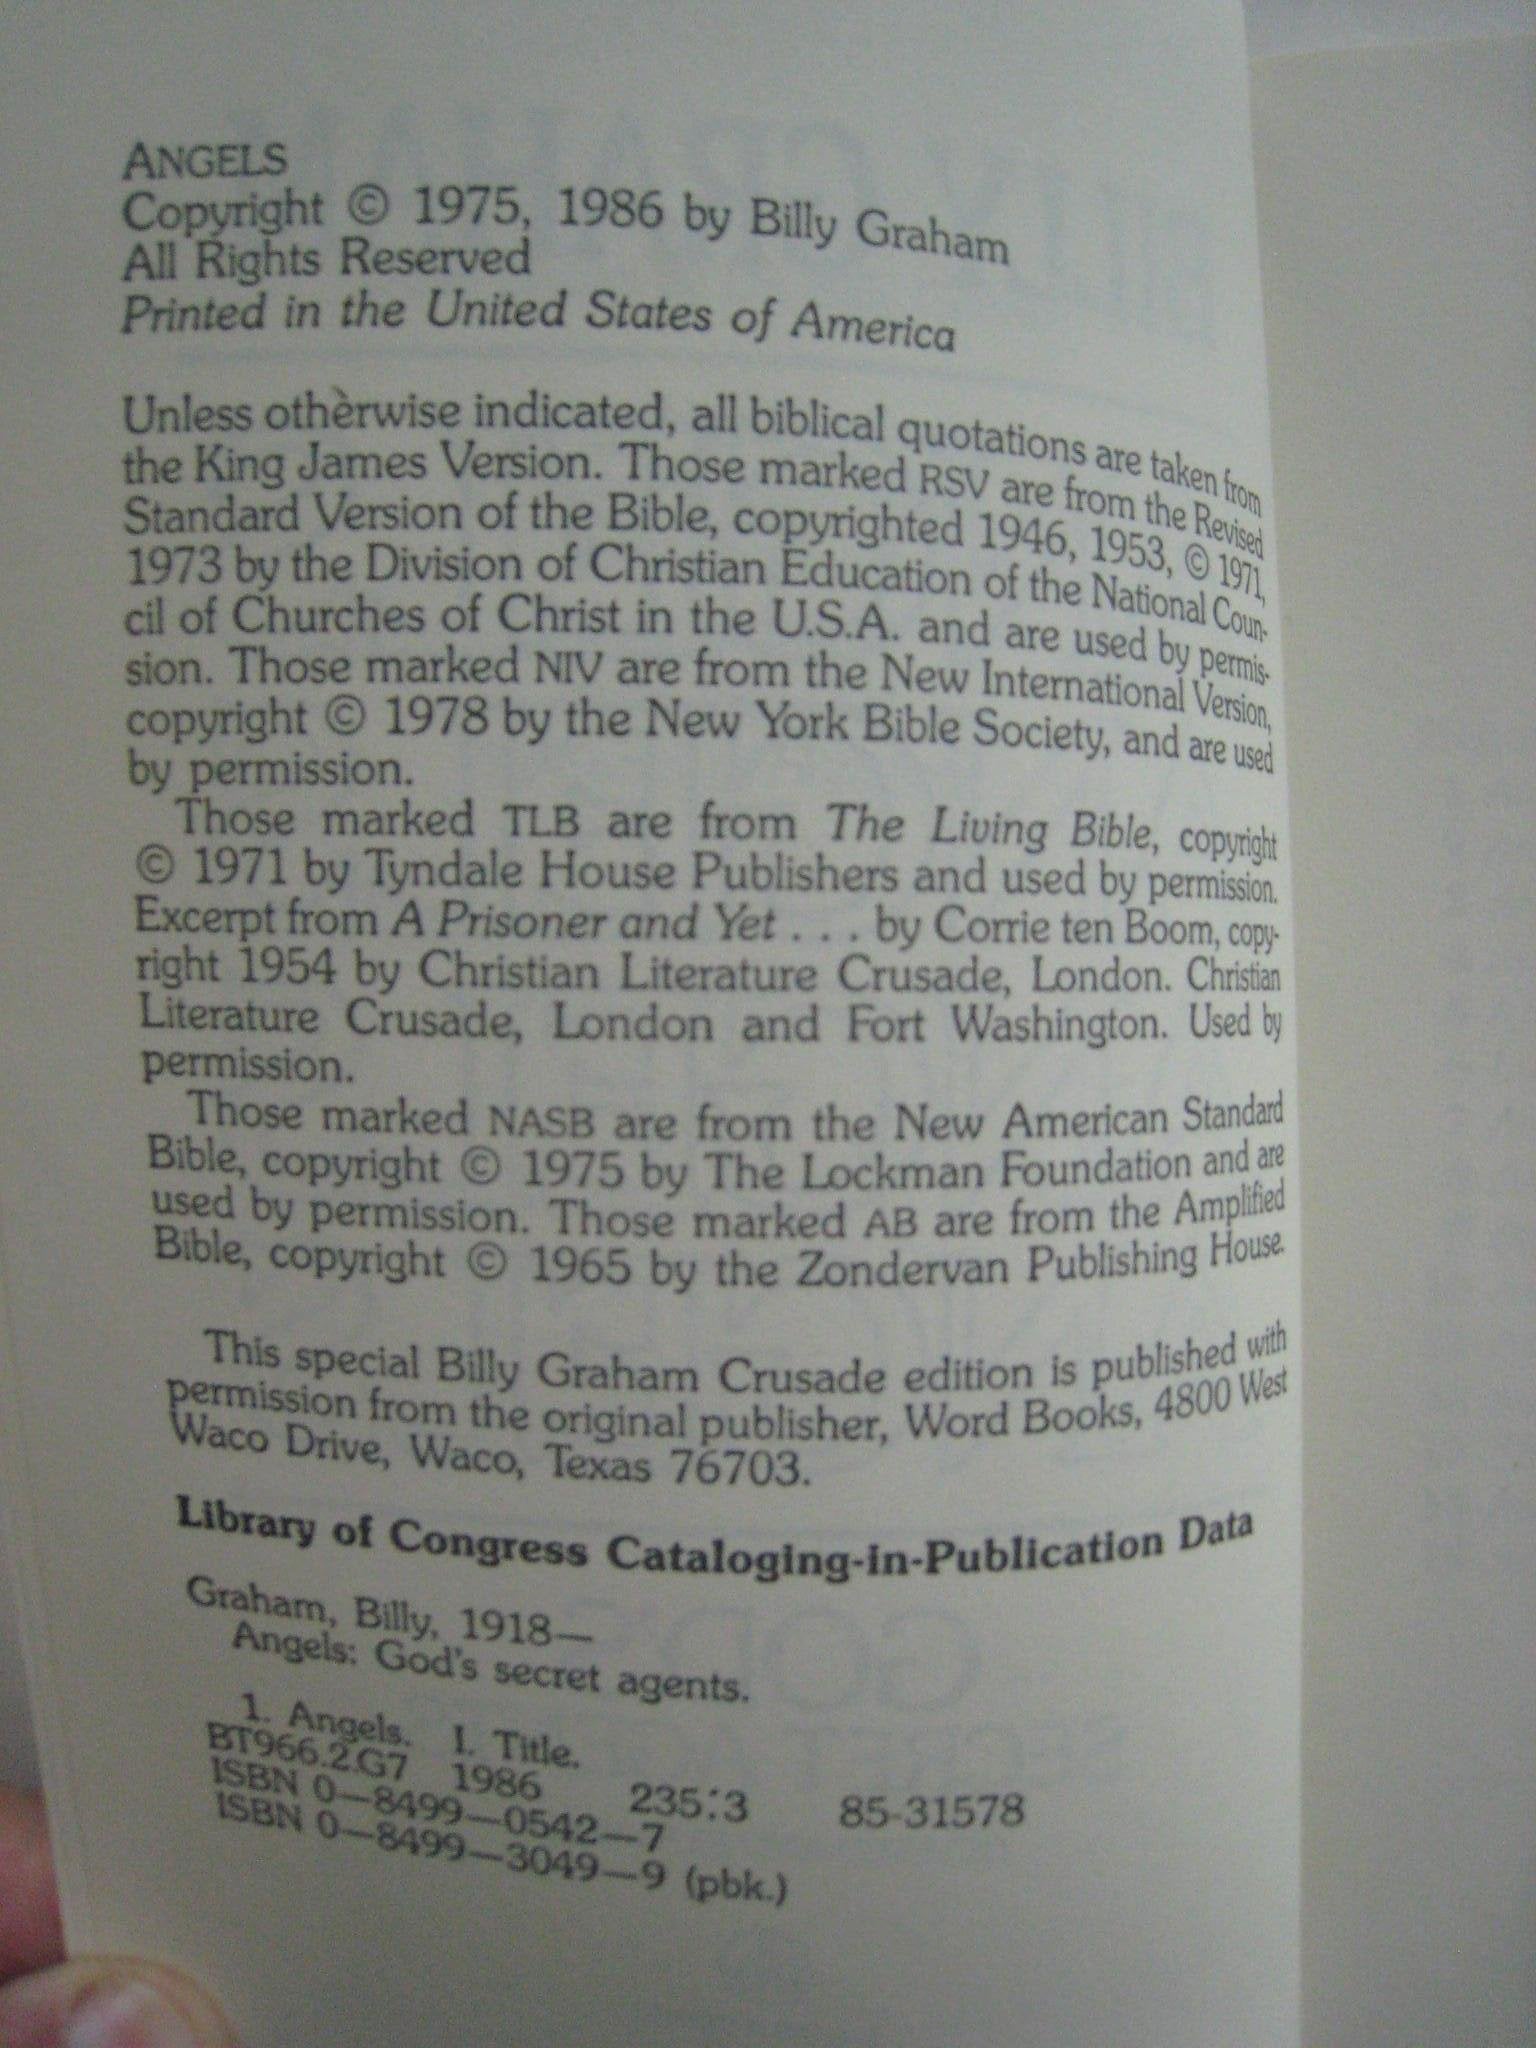 ANGELS
Copyright © 1975, 1986 by Billy Graham
All Rights Reserved
Printed in the United States of America
Unless otherwise indicated, all biblical quotations are taken from
the King James Version. Those marked RSV are from the Revised
Standard Version of the Bible, copyrighted 1946, 1953, © 1971,
1973 by the Division of Christian Education of the National Coun-
cil of Churches of Christ in the U.S.A. and are used by permis-
sion. Those marked NIV are from the New International Version,
copyright © 1978 by the New York Bible Society, and are used
by permission.
Those marked TLB are from The Living Bible, copyright
© 1971 by Tyndale House Publishers and used by permission.
Excerpt from A Prisoner and Yet . . . by Corrie ten Boom, copy-
right 1954 by Christian Literature Crusade, London. Christian
Literature Crusade, London and Fort Washington. Used by
permission.
Those marked NASB are from the New American Standard
Bible, copyright © 1975 by The Lockman Foundation and are
used by permission. Those marked AB are from the Amplified
Bible, copyright © 1965 by the Zondervan Publishing House.
This special Billy Graham Crusade edition is published with
permission from the original publisher, Word Books, 4800 West
Waco Drive, Waco, Texas 76703.
Library of Congress Cataloging-in-Publication Data
Graham, Billy, 1918—
Angels: God's secret agents.
1. Angels. I. Title.
BT966.2.G7 1986 235:3 85-31578
ISBN 0—8499—0542—7
ISBN 0—8499—3049—9 (pbk.)